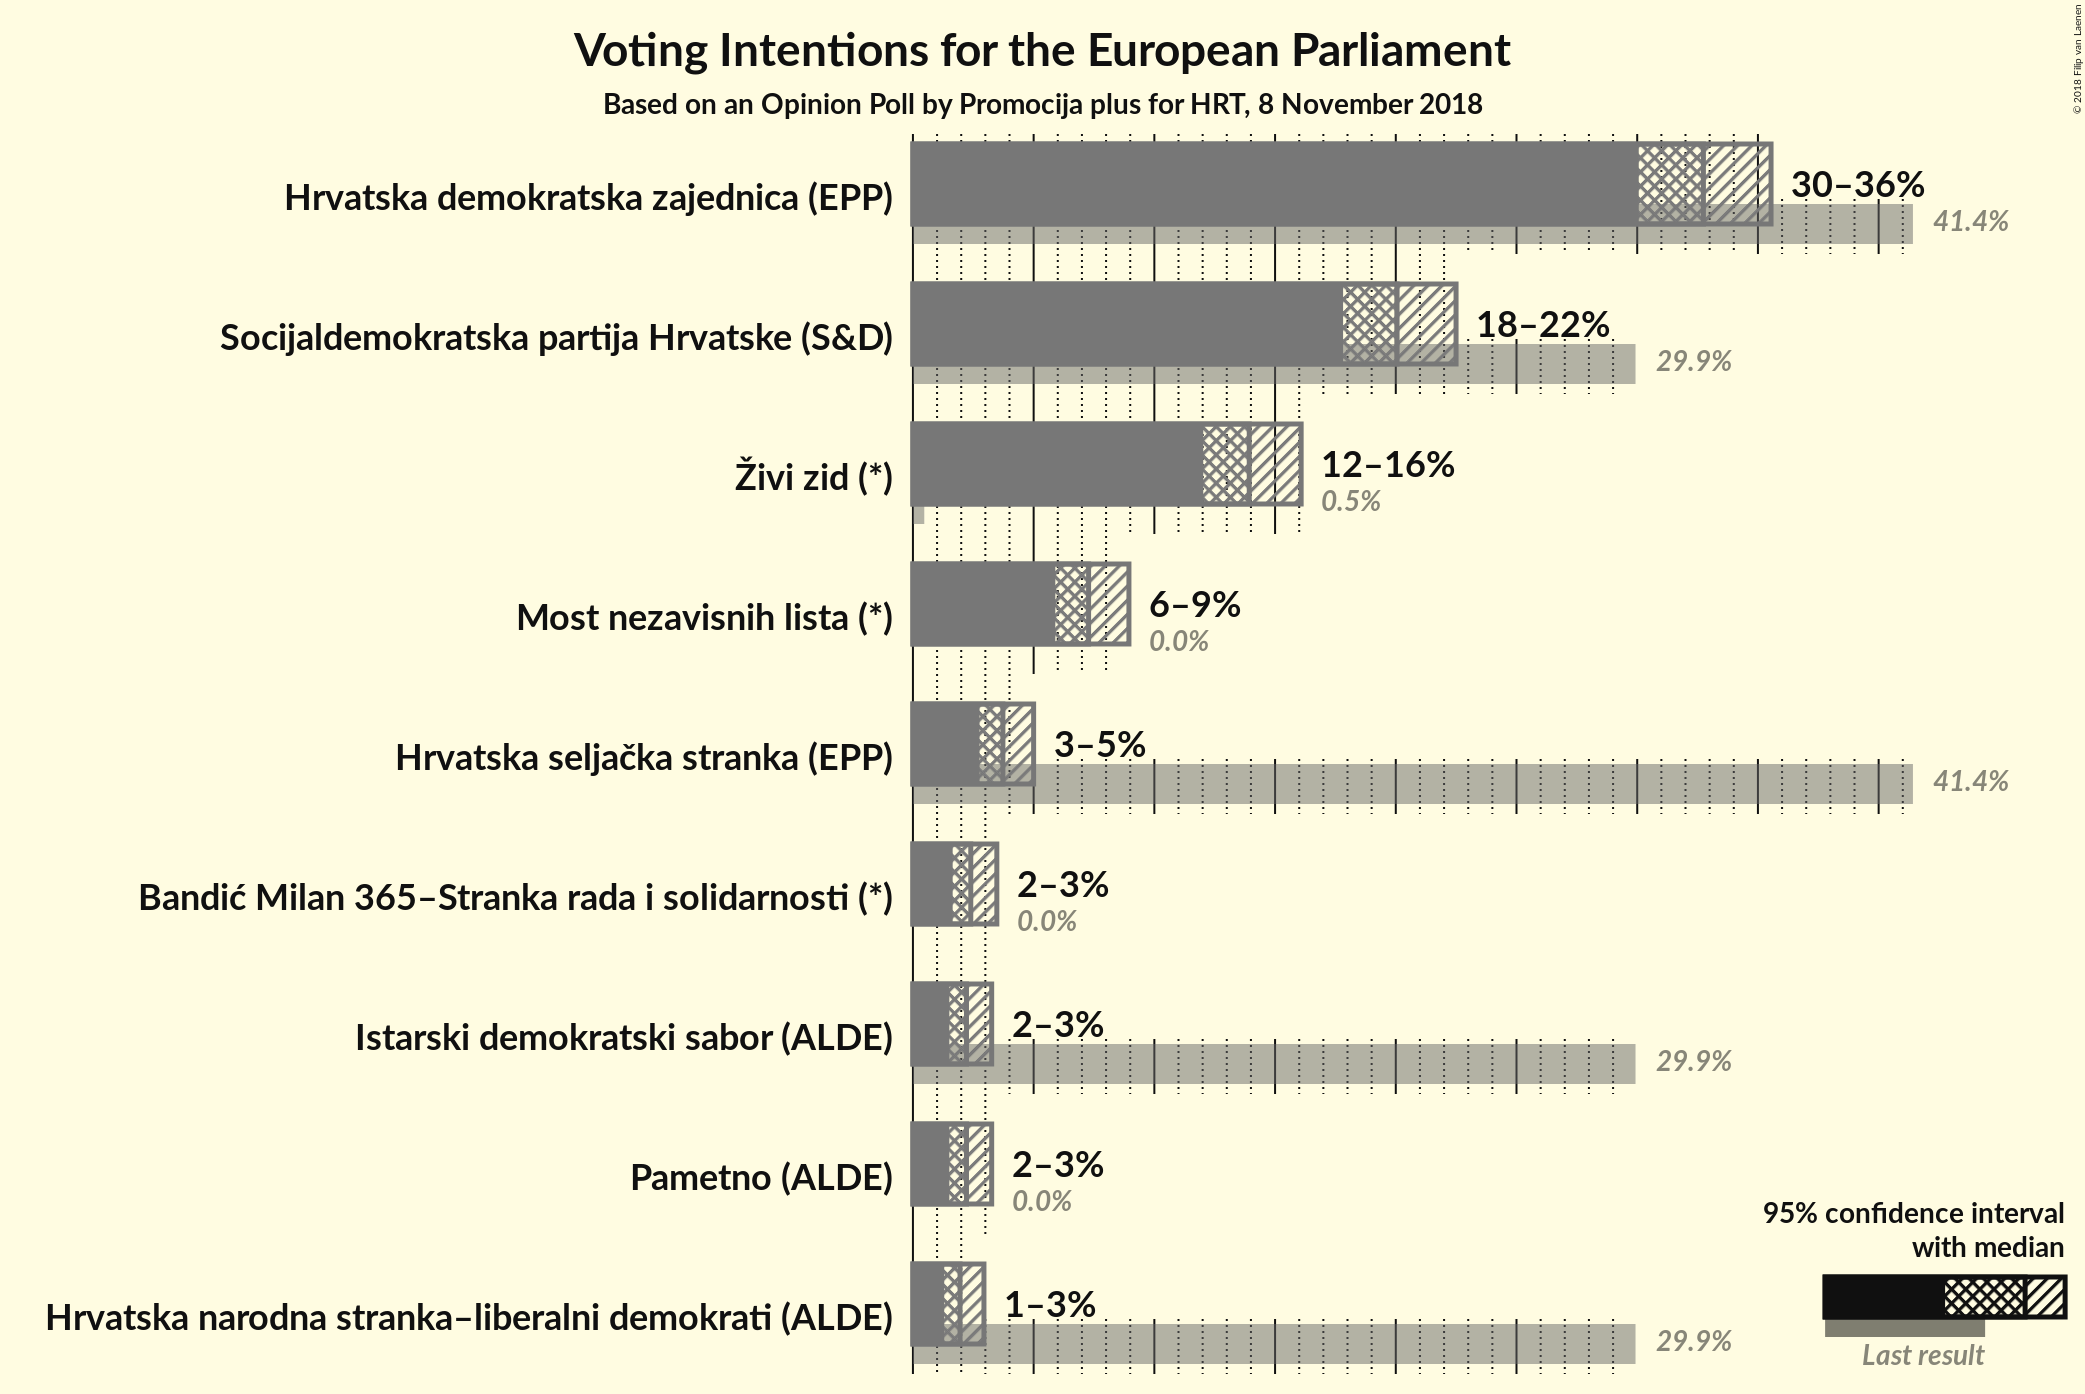 Voting Intentions for the European Parliament
Based on an Opinion Poll by Promocija plus for HRT, 8 November 2018
© 2018 Filip van Laenen
Hrvatska demokratska zajednica (EPP)
30–36%
41.4%
Socijaldemokratska partija Hrvatske (S&D)
18–22%
29.9%
Živi zid (*)
12–16%
0.5%
Most nezavisnih lista (*)
6–9%
0.0%
Hrvatska seljačka stranka (EPP)
3–5%
41.4%
Bandić Milan 365–Stranka rada i solidarnosti (*)
2–3%
0.0%
Istarski demokratski sabor (ALDE)
2–3%
29.9%
Pametno (ALDE)
2–3%
0.0%
Hrvatska narodna stranka–liberalni demokrati (ALDE)
1–3%
29.9%
95% confidence interval
with median
Last result